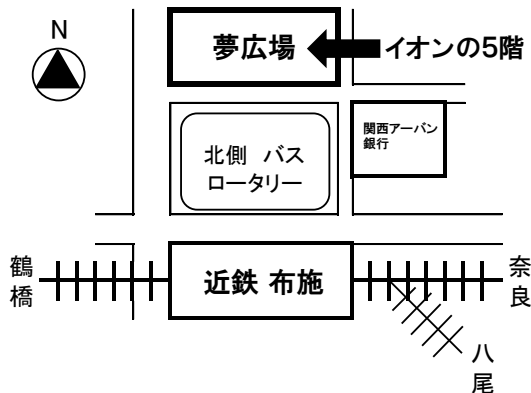 N
夢広場
イオンの5階
関西アーバン
銀行
北側 バス
ロータリー
鶴橋
近鉄 布施
奈良
八尾